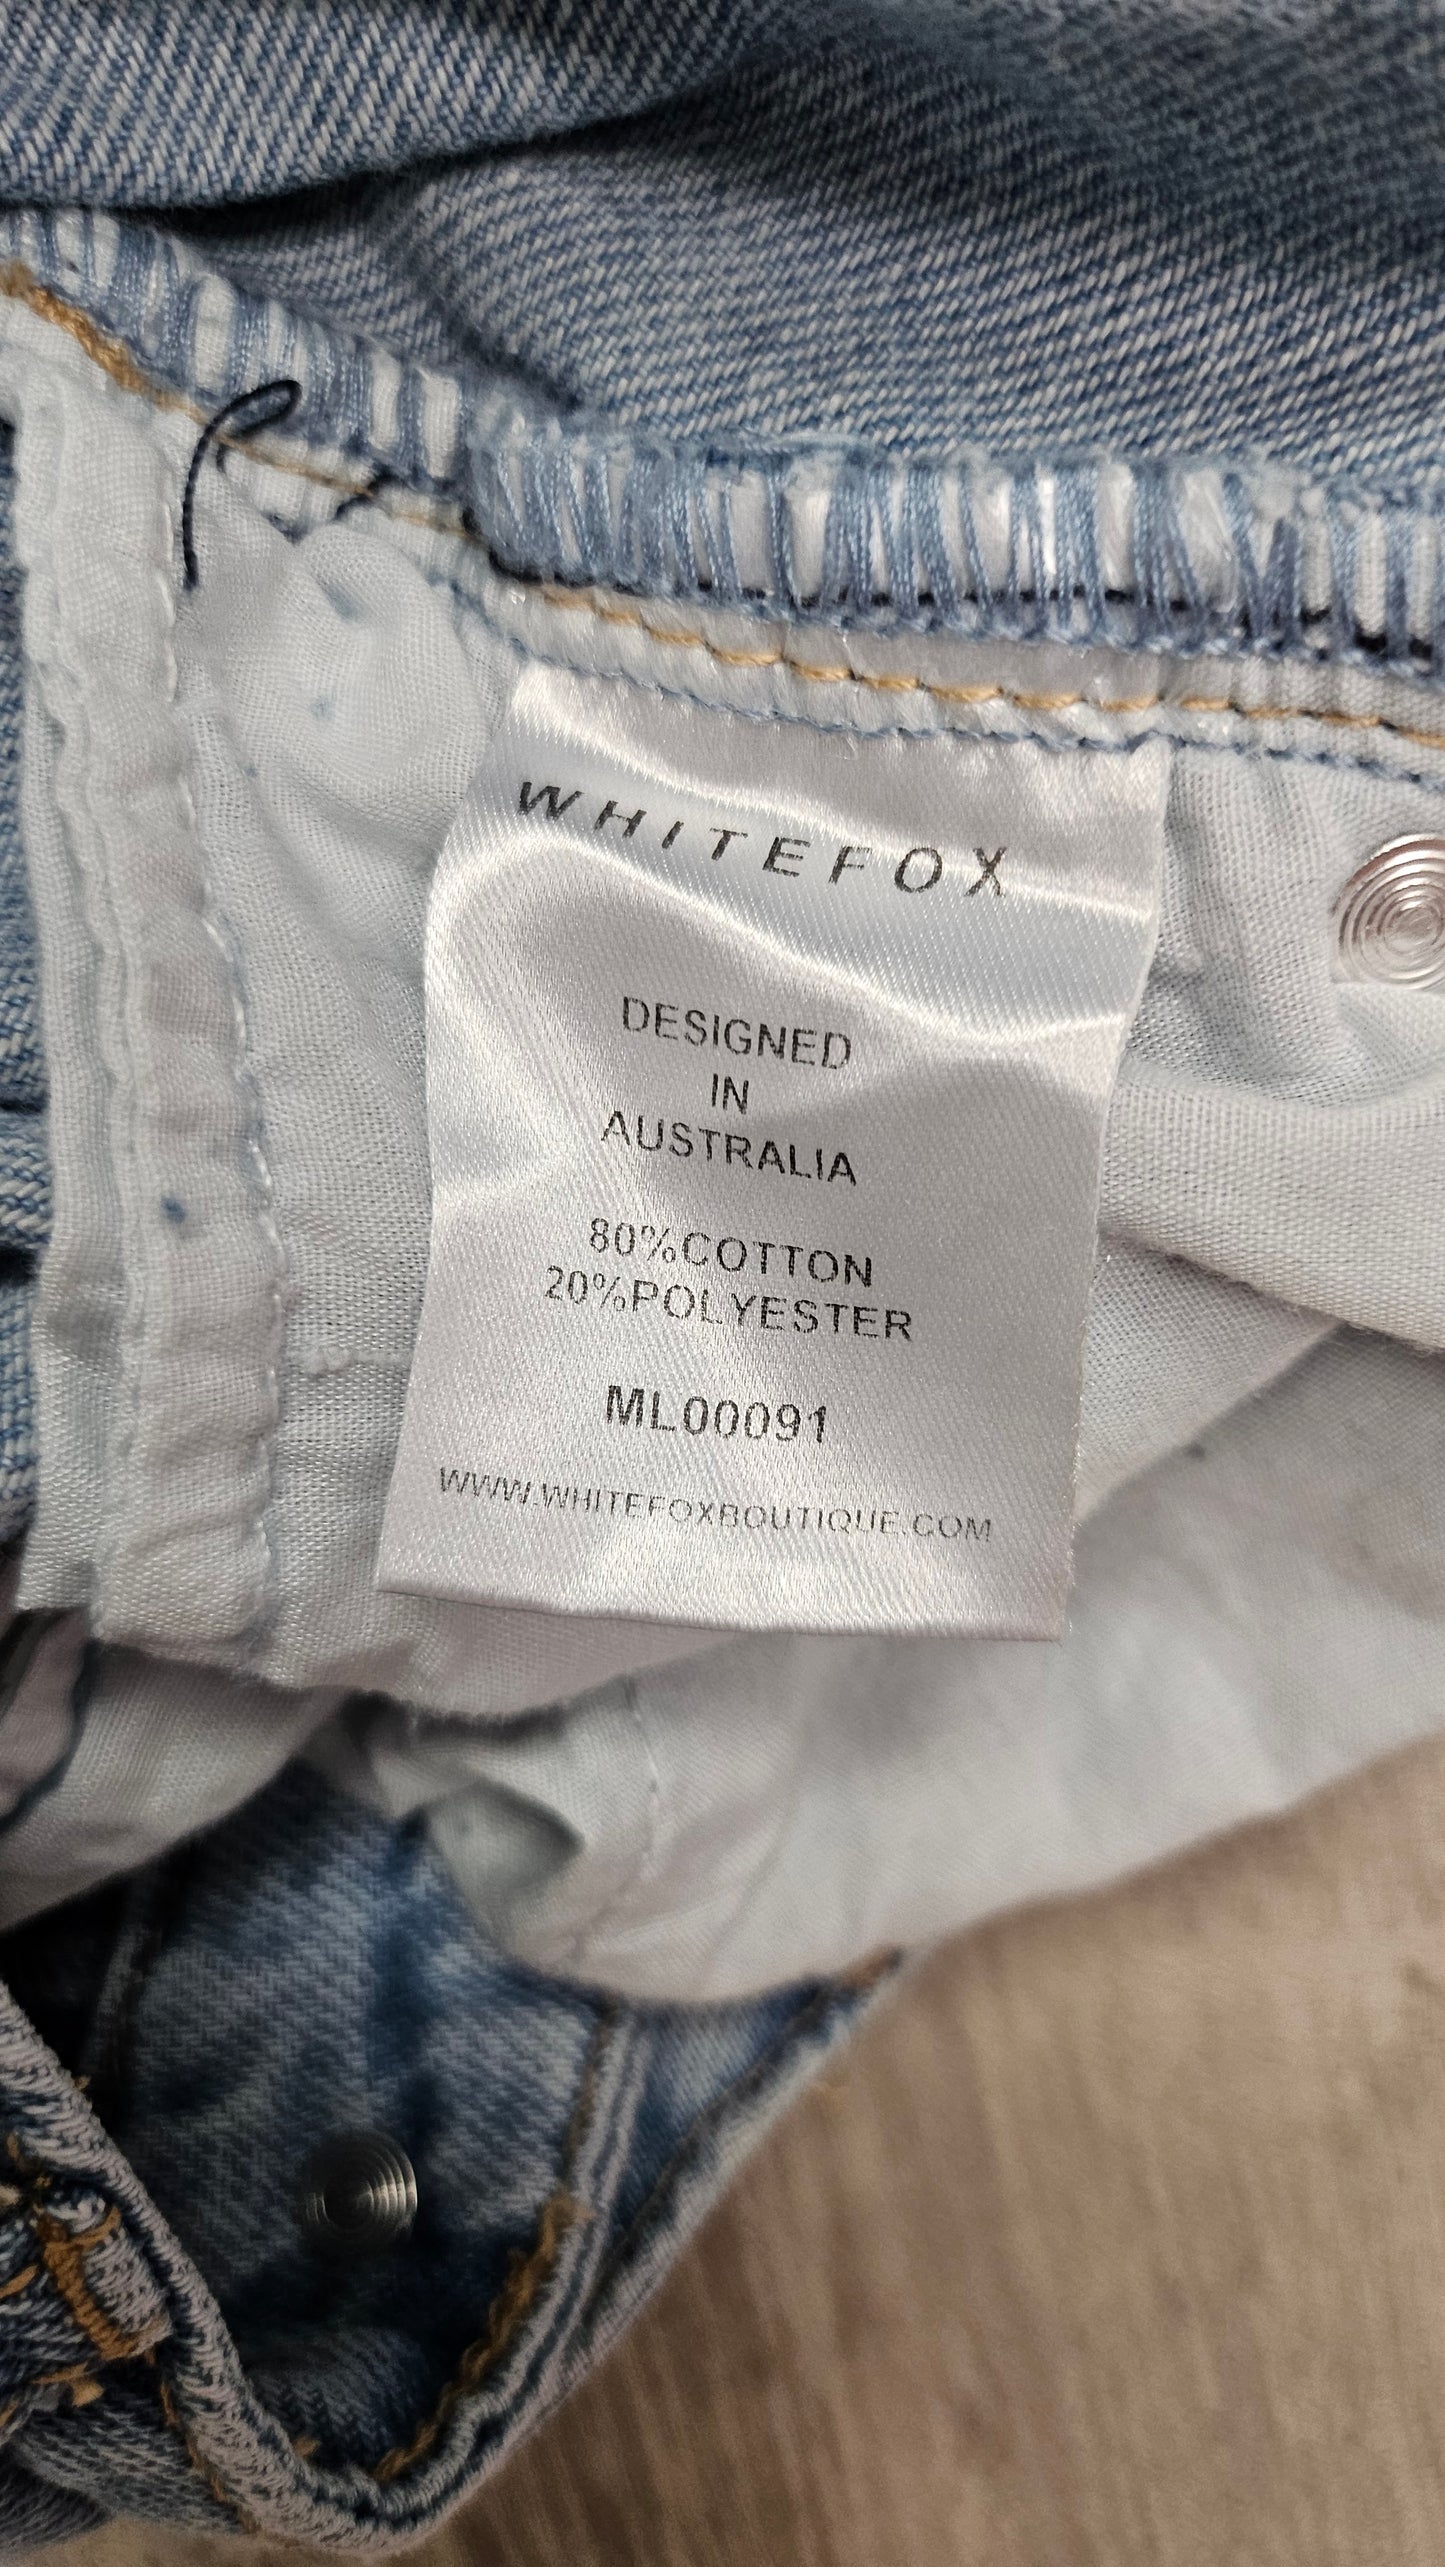 WHITEFOX
DESIGNED
IN
AUSTRALIA
80%COTTON
20%POLYESTER
ML00091
WWW.WHITEFOXBOUTIQUE.COM